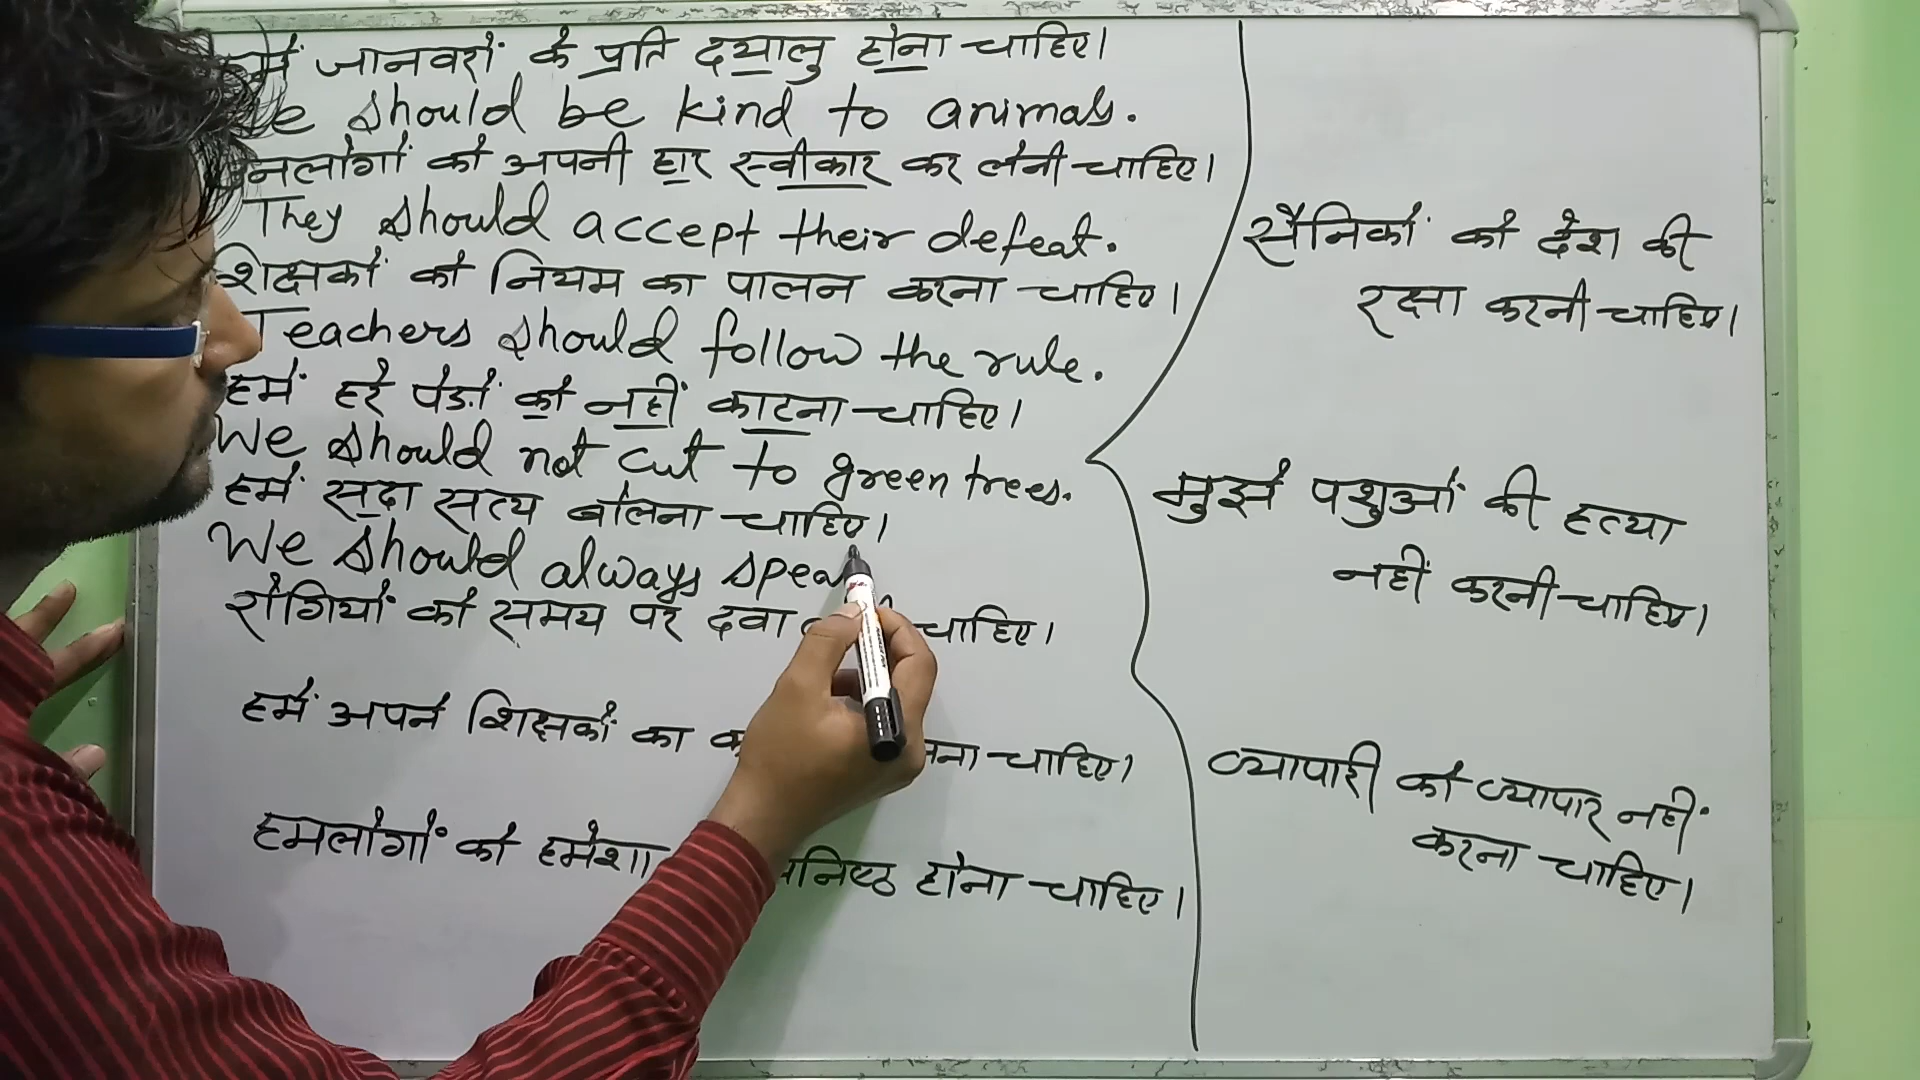 हमें जानवरों के प्रति दयालु होना चाहिए।
We should be kind to animals.
उनलोगों को अपनी हार स्वीकार कर लेनी चाहिए।
They should accept their defeat.
शिक्षकों को नियम का पालन करना चाहिए।
Teachers should follow the rule.
हमें हरे पेड़ों को नहीं काटना चाहिए।
We should not cut to green trees.
हमें सदा सत्य बोलना चाहिए।
We should always
रोगियों को समय पर दवा चाहिए।
हमें अपने शिक्षकों का चाहिए।
हमलोगों को हमेशा होना चाहिए।
सैनिकों को देश की
रक्षा करनी चाहिए।
मुझे पशुओं की हत्या
नहीं करनी चाहिए।
व्यापारी को व्यापार नहीं
करना चाहिए।